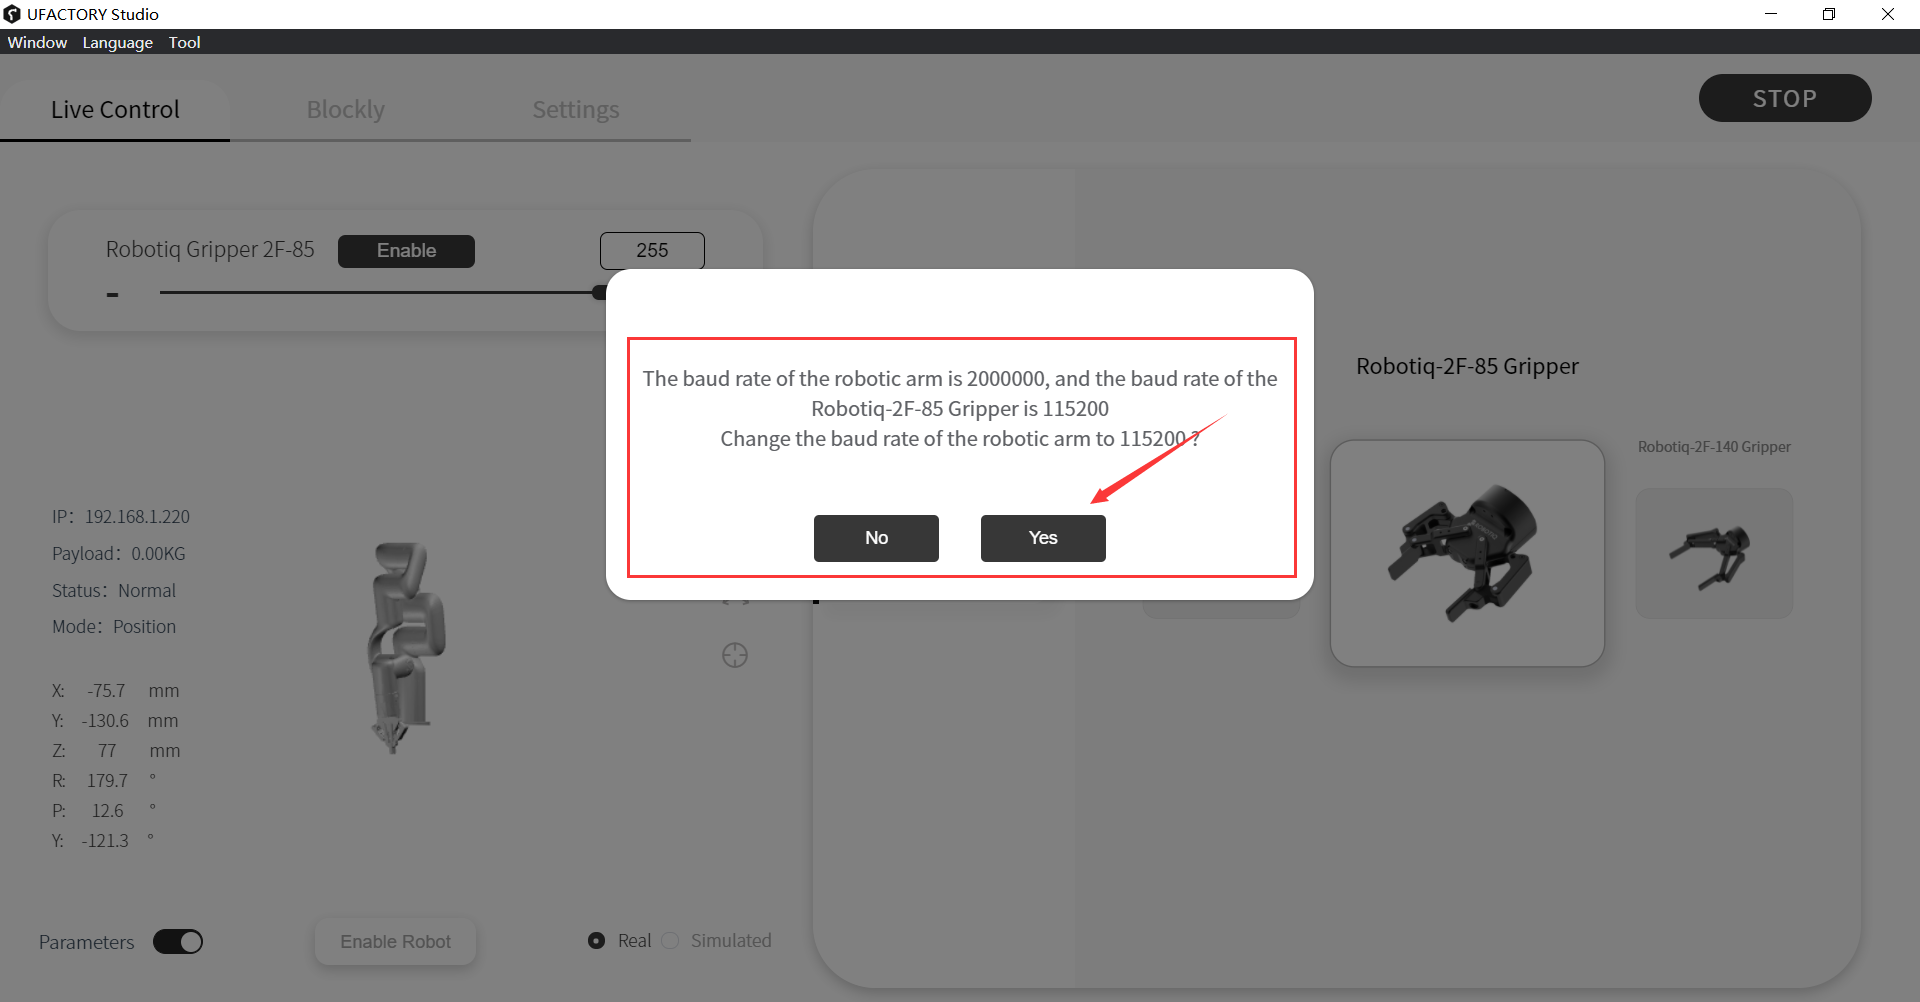 UFACTORY Studio
Window Language Tool
Live Control
Blockly
Settings
STOP
Robotiq Gripper 2F-85
Enable
255
The baud rate of the robotic arm is 2000000, and the baud rate of the
Robotiq-2F-85 Gripper is 115200
Change the baud rate of the robotic arm to 115200 ?
No
Yes
Robotiq-2F-85 Gripper
Robotiq-2F-140 Gripper
IP：192.168.1.220
Payload：0.00KG
Status：Normal
Mode：Position
X: -75.7 mm
Y: -130.6 mm
Z: 77 mm
R: 179.7 °
P: 12.6 °
Y: -121.3 °
Parameters
Enable Robot
Real
Simulated